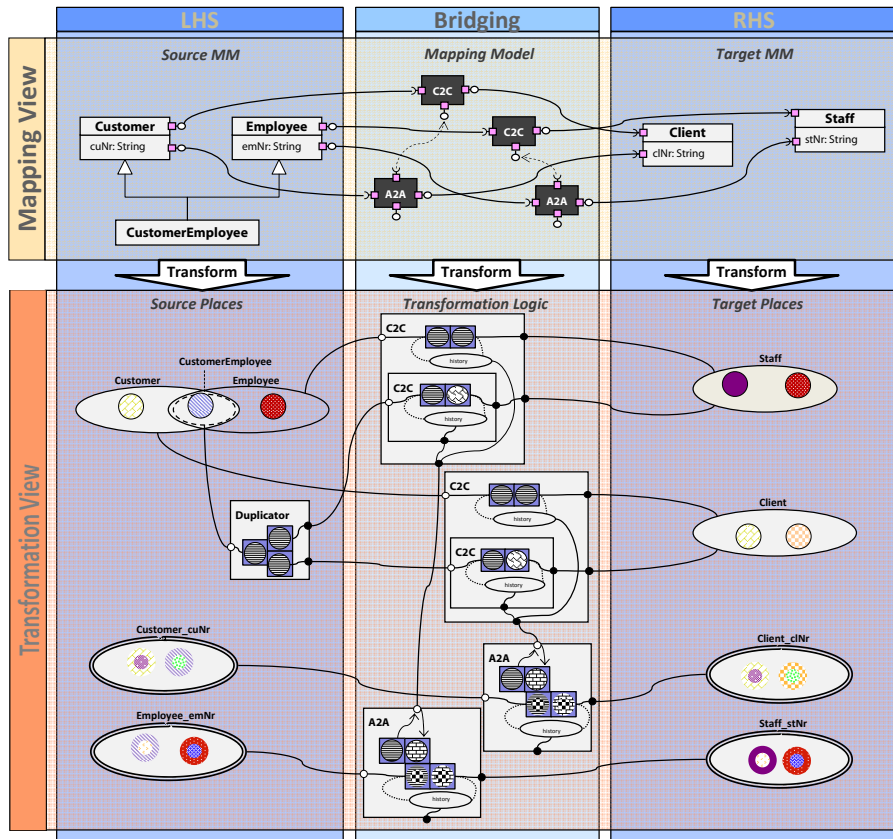 LHS
Bridging
RHS
Mapping View
Source MM
Mapping Model
Target MM
C2C
Customer
cuNr: String
Employee
emNr: String
C2C
Client
clNr: String
Staff
stNr: String
A2A
A2A
CustomerEmployee
Transform
Transform
Transform
Transformation View
Source Places
Transformation Logic
Target Places
C2C
history
CustomerEmployee
Customer
Employee
Staff
C2C
history
C2C
history
Client
Duplicator
C2C
history
Customer_cuNr
Client_clNr
A2A
history
Employee_emNr
Staff_stNr
A2A
history